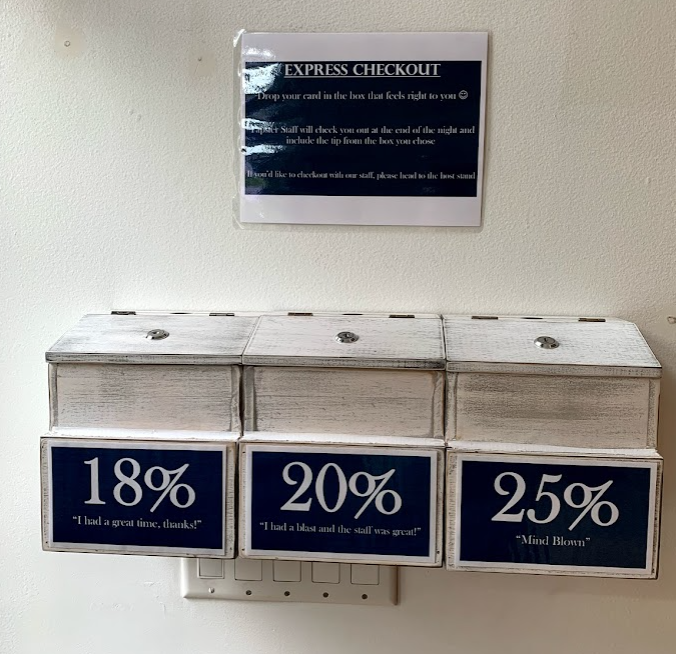 EXPRESS CHECKOUT
Drop your card in the box that feels right to you ☺
Staff will check you out at the end of the night and
include the tip from the box you chose
If you'd like to checkout with our staff, please head to the host stand
18%
"I had a great time, thanks!"
20%
"I had a blast and the staff was great!"
25%
"Mind Blown"